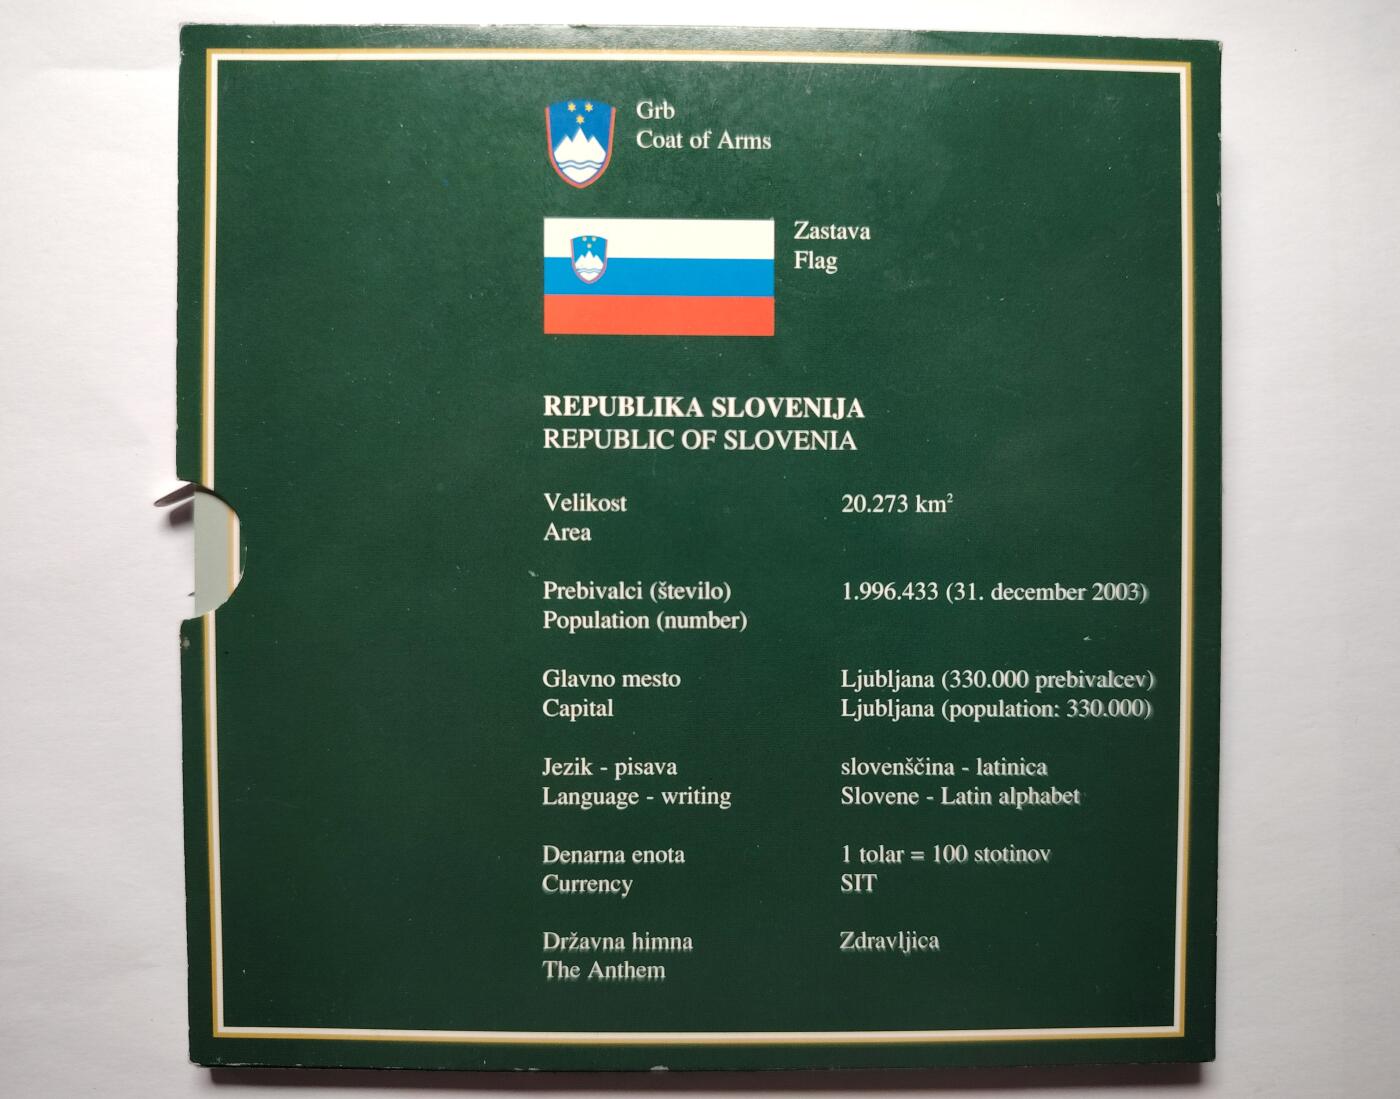 Grb
Coat of Arms
Zastava
Flag
REPUBLIKA SLOVENIJA
REPUBLIC OF SLOVENIA
Velikost 20.273 km²
Area
Prebivalci (število) 1.996.433 (31. december 2003)
Population (number)
Glavno mesto Ljubljana (330.000 prebivalcev)
Capital Ljubljana (population: 330.000)
Jezik - pisava slovenščina - latinica
Language - writing Slovene - Latin alphabet
Denarna enota 1 tolar = 100 stotinov
Currency SIT
Državna himna Zdravljica
The Anthem